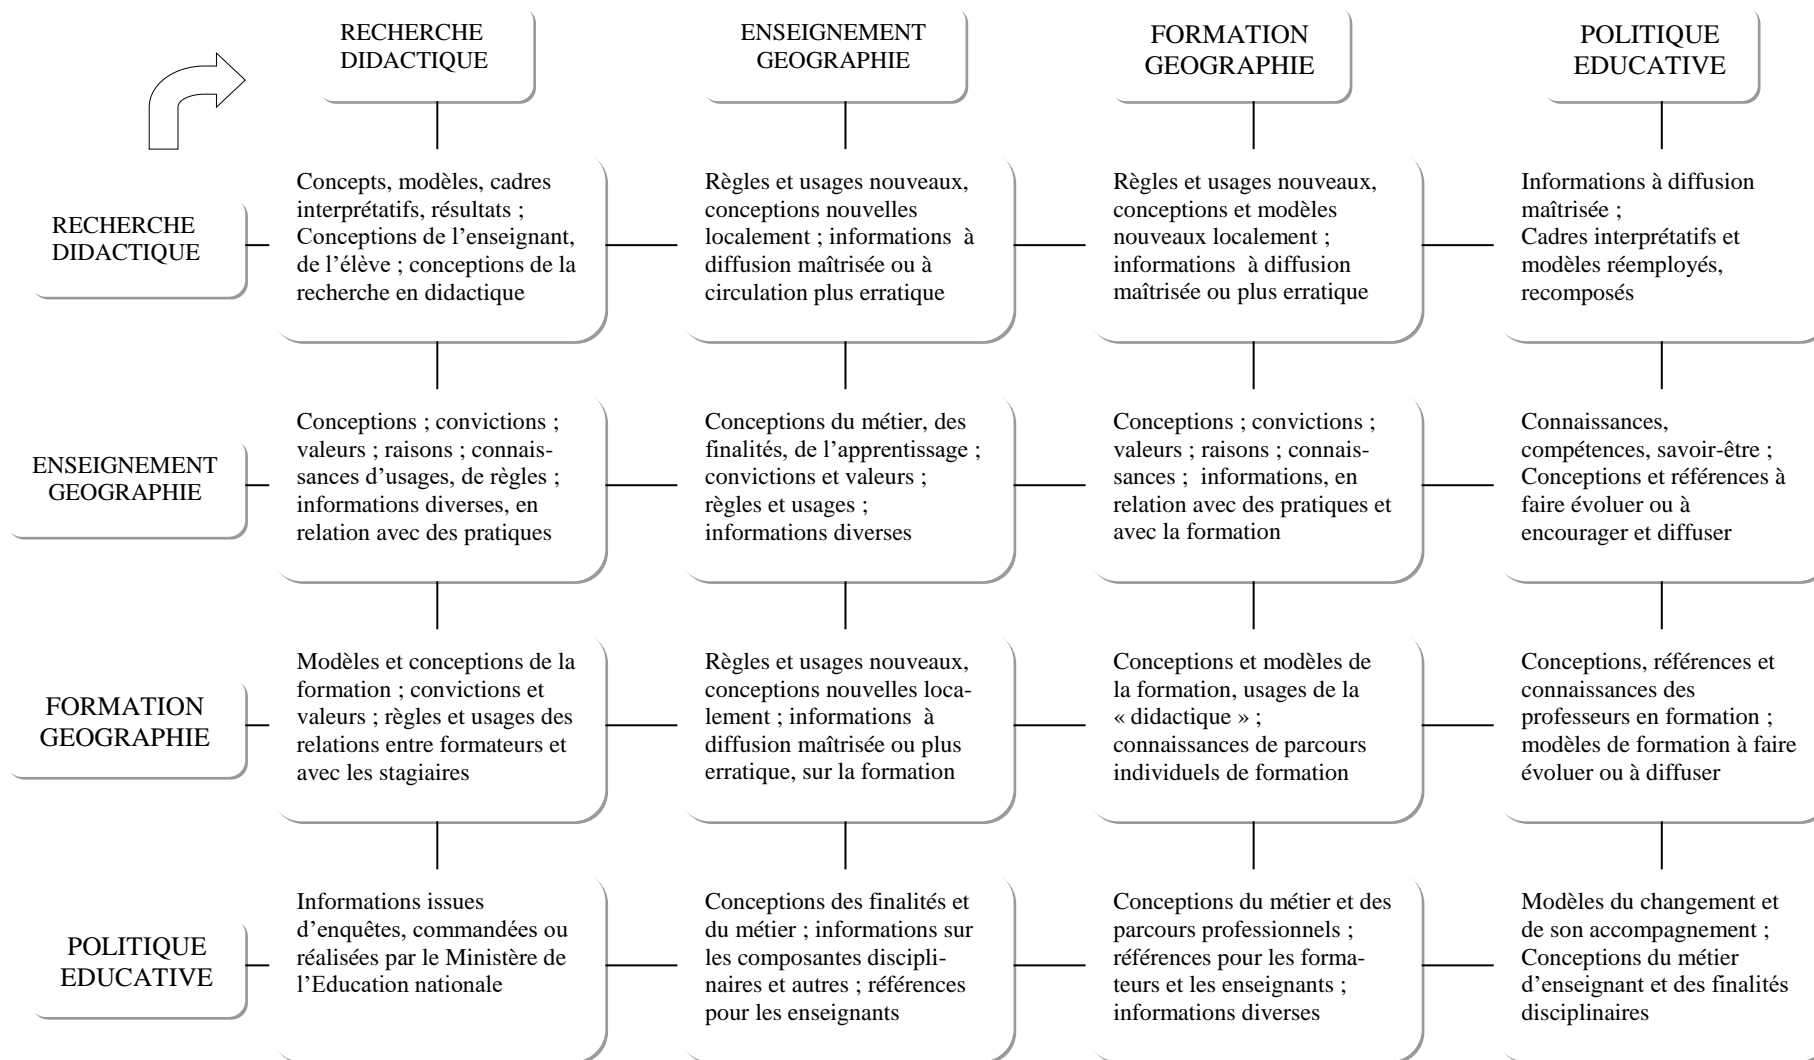 RECHERCHE
DIDACTIQUE
ENSEIGNEMENT
GEOGRAPHIE
FORMATION
GEOGRAPHIE
POLITIQUE
EDUCATIVE
RECHERCHE
DIDACTIQUE
Concepts, modèles, cadres
interprétatifs, résultats ;
Conceptions de l’enseignant,
de l’élève ; conceptions de la
recherche en didactique
Règles et usages nouveaux,
conceptions nouvelles
localement ; informations à
diffusion maîtrisée ou à
circulation plus erratique
Règles et usages nouveaux,
conceptions et modèles
nouveaux localement ;
informations à diffusion
maîtrisée ou plus erratique
Informations à diffusion
maîtrisée ;
Cadres interprétatifs et
modèles réemployés,
recomposés
ENSEIGNEMENT
GEOGRAPHIE
Conceptions ; convictions ;
valeurs ; raisons ; connais-
sances d’usages, de règles ;
informations diverses, en
relation avec des pratiques
Conceptions du métier, des
finalités, de l’apprentissage ;
convictions et valeurs ;
règles et usages ;
informations diverses
Conceptions ; convictions ;
valeurs ; raisons ; connais-
sances ; informations, en
relation avec des pratiques et
avec la formation
Connaissances,
compétences, savoir-être ;
Conceptions et références à
faire évoluer ou à
encourager et diffuser
FORMATION
GEOGRAPHIE
Modèles et conceptions de la
formation ; convictions et
valeurs ; règles et usages des
relations entre formateurs et
avec les stagiaires
Règles et usages nouveaux,
conceptions nouvelles loca-
lement ; informations à
diffusion maîtrisée ou plus
erratique, sur la formation
Conceptions et modèles de
la formation, usages de la
« didactique » ;
connaissances de parcours
individuels de formation
Conceptions, références et
connaissances des
professeurs en formation ;
modèles de formation à faire
évoluer ou à diffuser
POLITIQUE
EDUCATIVE
Informations issues
d’enquêtes, commandées ou
réalisées par le Ministère de
l’Education nationale
Conceptions des finalités et
du métier ; informations sur
les composantes discipli-
naires et autres ; références
pour les enseignants
Conceptions du métier et des
parcours professionnels ;
références pour les forma-
teurs et les enseignants ;
informations diverses
Modèles du changement et
de son accompagnement ;
Conceptions du métier
d’enseignant et des finalités
disciplinaires